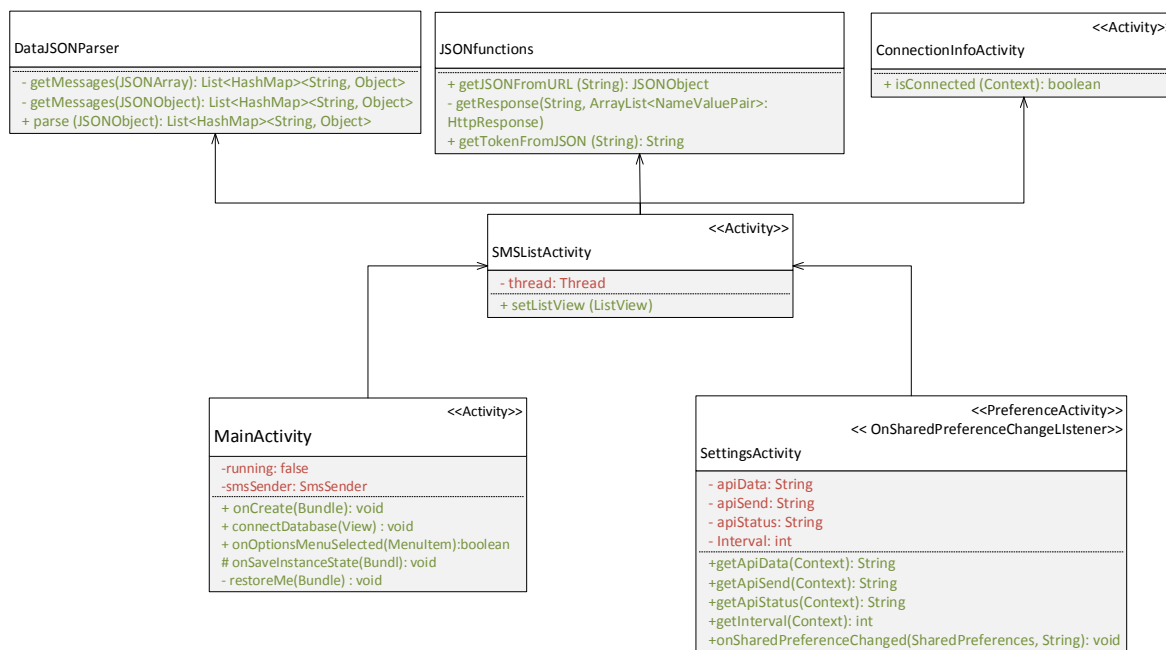 DataJSONParser
- getMessages(JSONArray): List<HashMap><String, Object>
- getMessages(JSONObject): List<HashMap><String, Object>
+ parse (JSONObject): List<HashMap><String, Object>
JSONfunctions
+ getJSONFromURL (String): JSONObject
- getResponse(String, ArrayList<NameValuePair>:
HttpResponse)
+ getTokenFromJSON (String): String
<<Activity>>
ConnectionInfoActivity
+ isConnected (Context): boolean
<<Activity>>
SMSListActivity
- thread: Thread
+ setListView (ListView)
<<Activity>>
MainActivity
-running: false
-smsSender: SmsSender
+ onCreate(Bundle): void
+ connectDatabase(View) : void
+ onOptionsMenuSelected(MenuItem):boolean
# onSaveInstanceState(Bundl): void
- restoreMe(Bundle) : void
<<PreferenceActivity>>
<< OnSharedPreferenceChangeLIstener>>
SettingsActivity
- apiData: String
- apiSend: String
- apiStatus: String
- Interval: int
+getApiData(Context): String
+getApiSend(Context): String
+getApiStatus(Context): String
+getInterval(Context): int
+onSharedPreferenceChanged(SharedPreferences, String): void